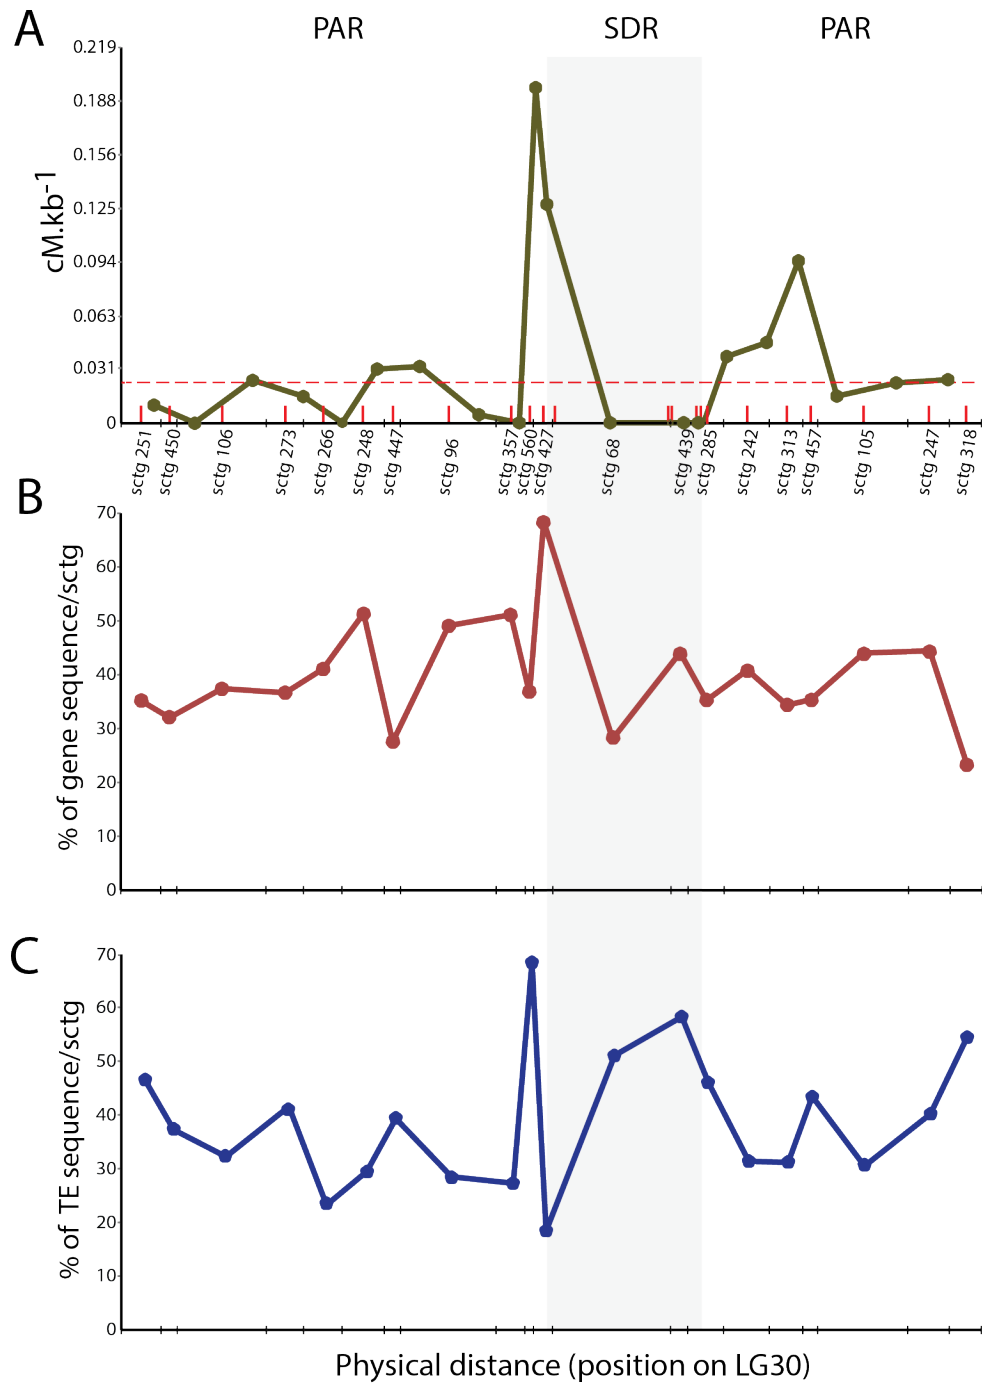 A
PAR
SDR
PAR
0.219
0.188
0.156
0.125
0.094
0.063
0.031
0
cM.kb-1
sctg 251
sctg 450
sctg 106
sctg 273
sctg 266
sctg 248
sctg 447
sctg 96
sctg 357
sctg 560
sctg 427
sctg 68
sctg 439
sctg 285
sctg 242
sctg 313
sctg 457
sctg 105
sctg 247
sctg 318
B
70
60
50
40
30
20
10
0
% of gene sequence/sctg
C
70
60
50
40
30
20
10
0
% of TE sequence/sctg
Physical distance (position on LG30)